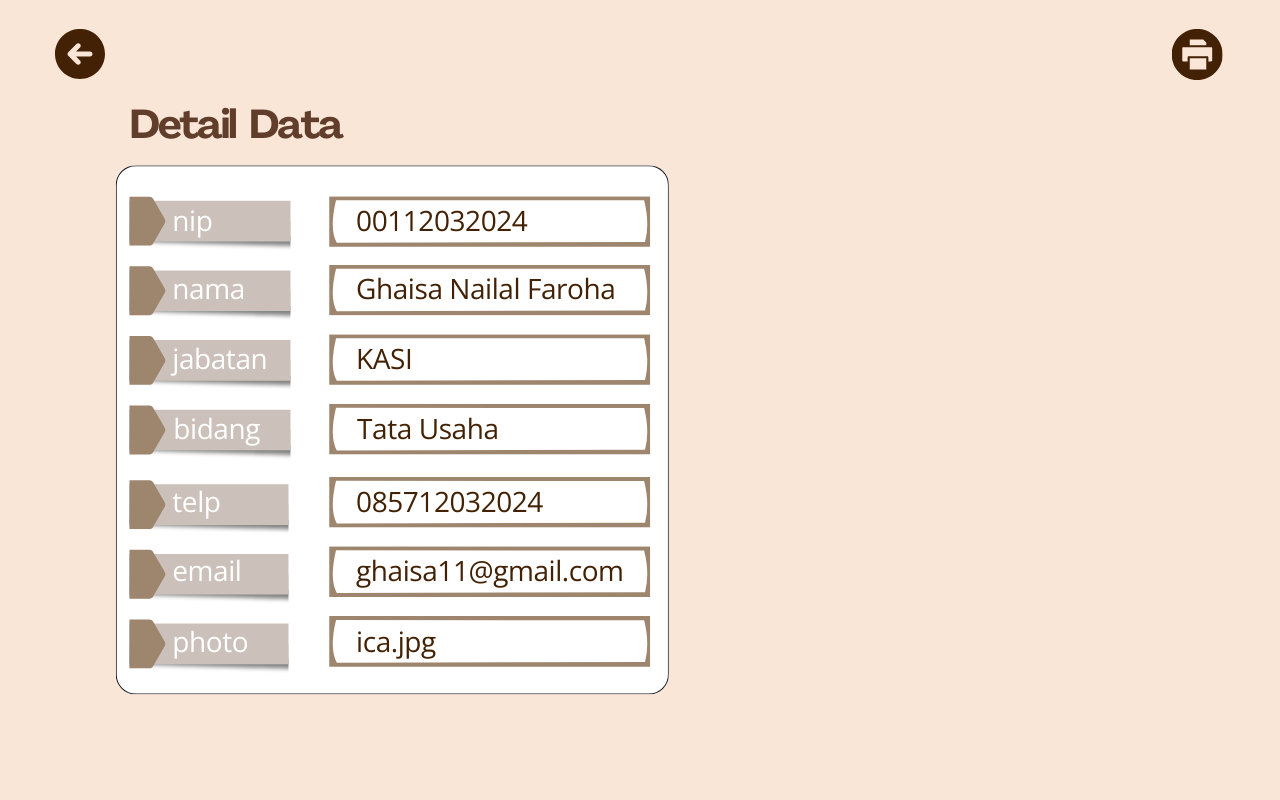 Detail Data
nip 00112032024
nama Ghaisa Nailal Faroha
jabatan KASI
bidang Tata Usaha
telp 085712032024
email ghaisa11@gmail.com
photo ica.jpg